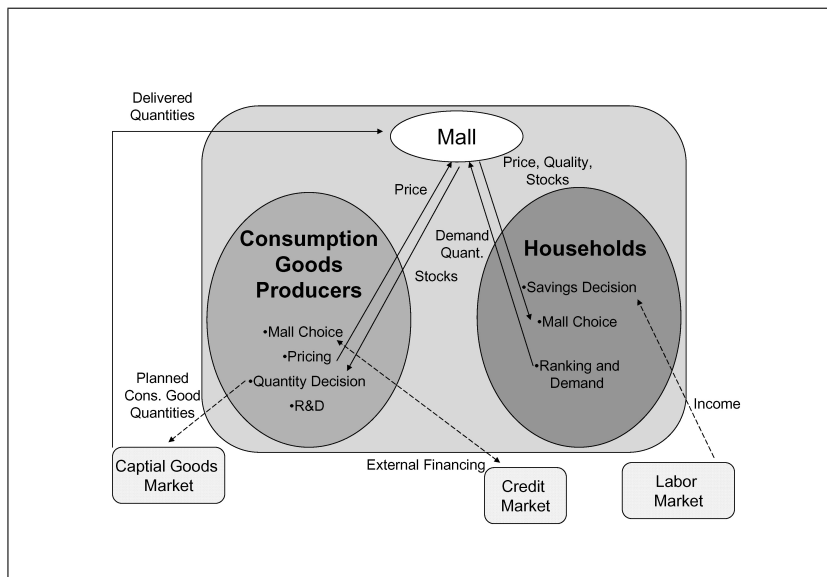 Delivered
Quantities
Mall
Price, Quality,
Stocks
Price
Demand
Quant.
Stocks
Consumption
Goods
Producers
•Mall Choice
•Pricing
•Quantity Decision
•R&D
Households
•Savings Decision
•Mall Choice
•Ranking and
Demand
Planned
Cons. Good
Quantities
Income
External Financing
Captial Goods
Market
Credit
Market
Labor
Market